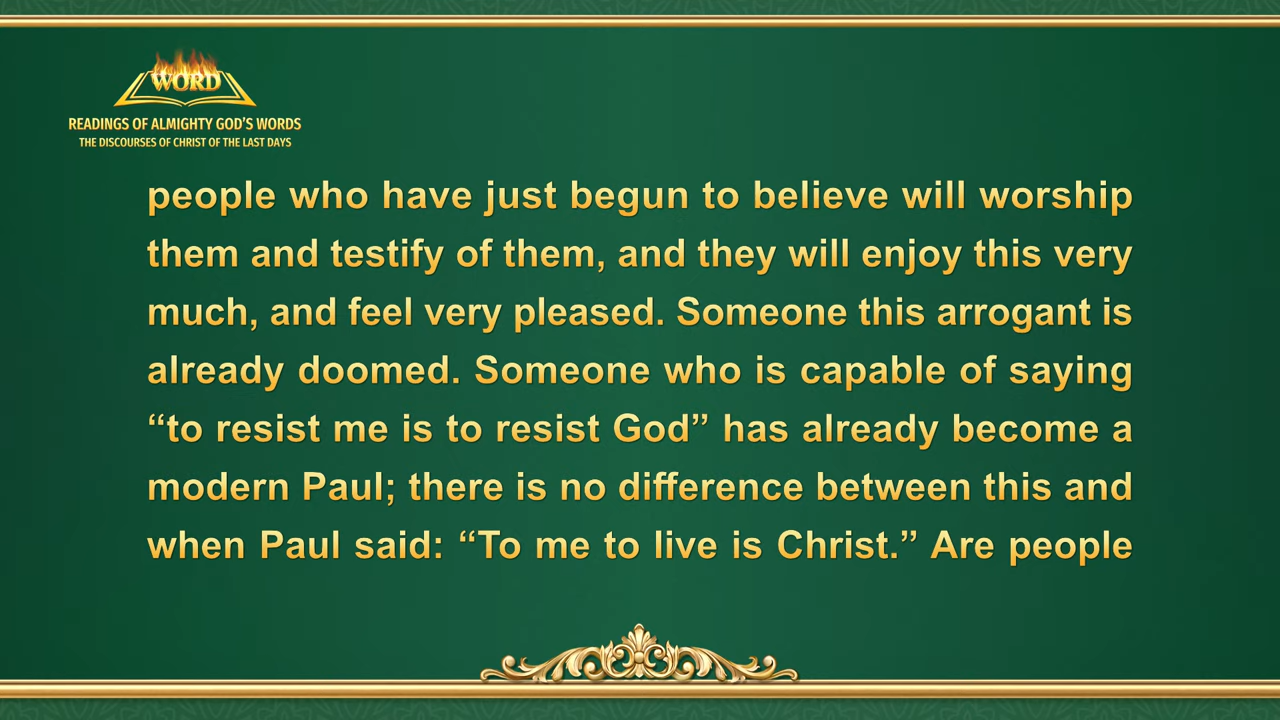 WORD
READINGS OF ALMIGHTY GOD'S WORDS
THE DISCOURSES OF CHRIST OF THE LAST DAYS
people who have just begun to believe will worship
them and testify of them, and they will enjoy this very
much, and feel very pleased. Someone this arrogant is
already doomed. Someone who is capable of saying
“to resist me is to resist God” has already become a
modern Paul; there is no difference between this and
when Paul said: “To me to live is Christ.” Are people